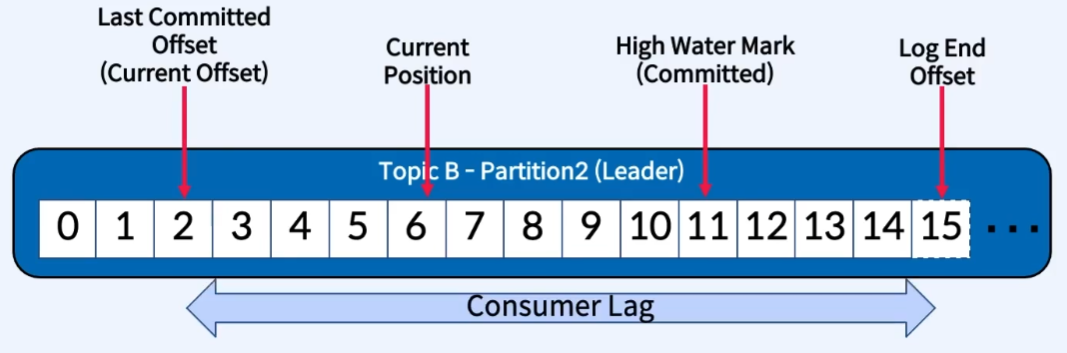 Last Committed
Offset
(Current Offset)
Current
Position
High Water Mark
(Committed)
Log End
Offset
Topic B - Partition2 (Leader)
0 1 2 3 4 5 6 7 8 9 10 11 12 13 14 15 ...
Consumer Lag